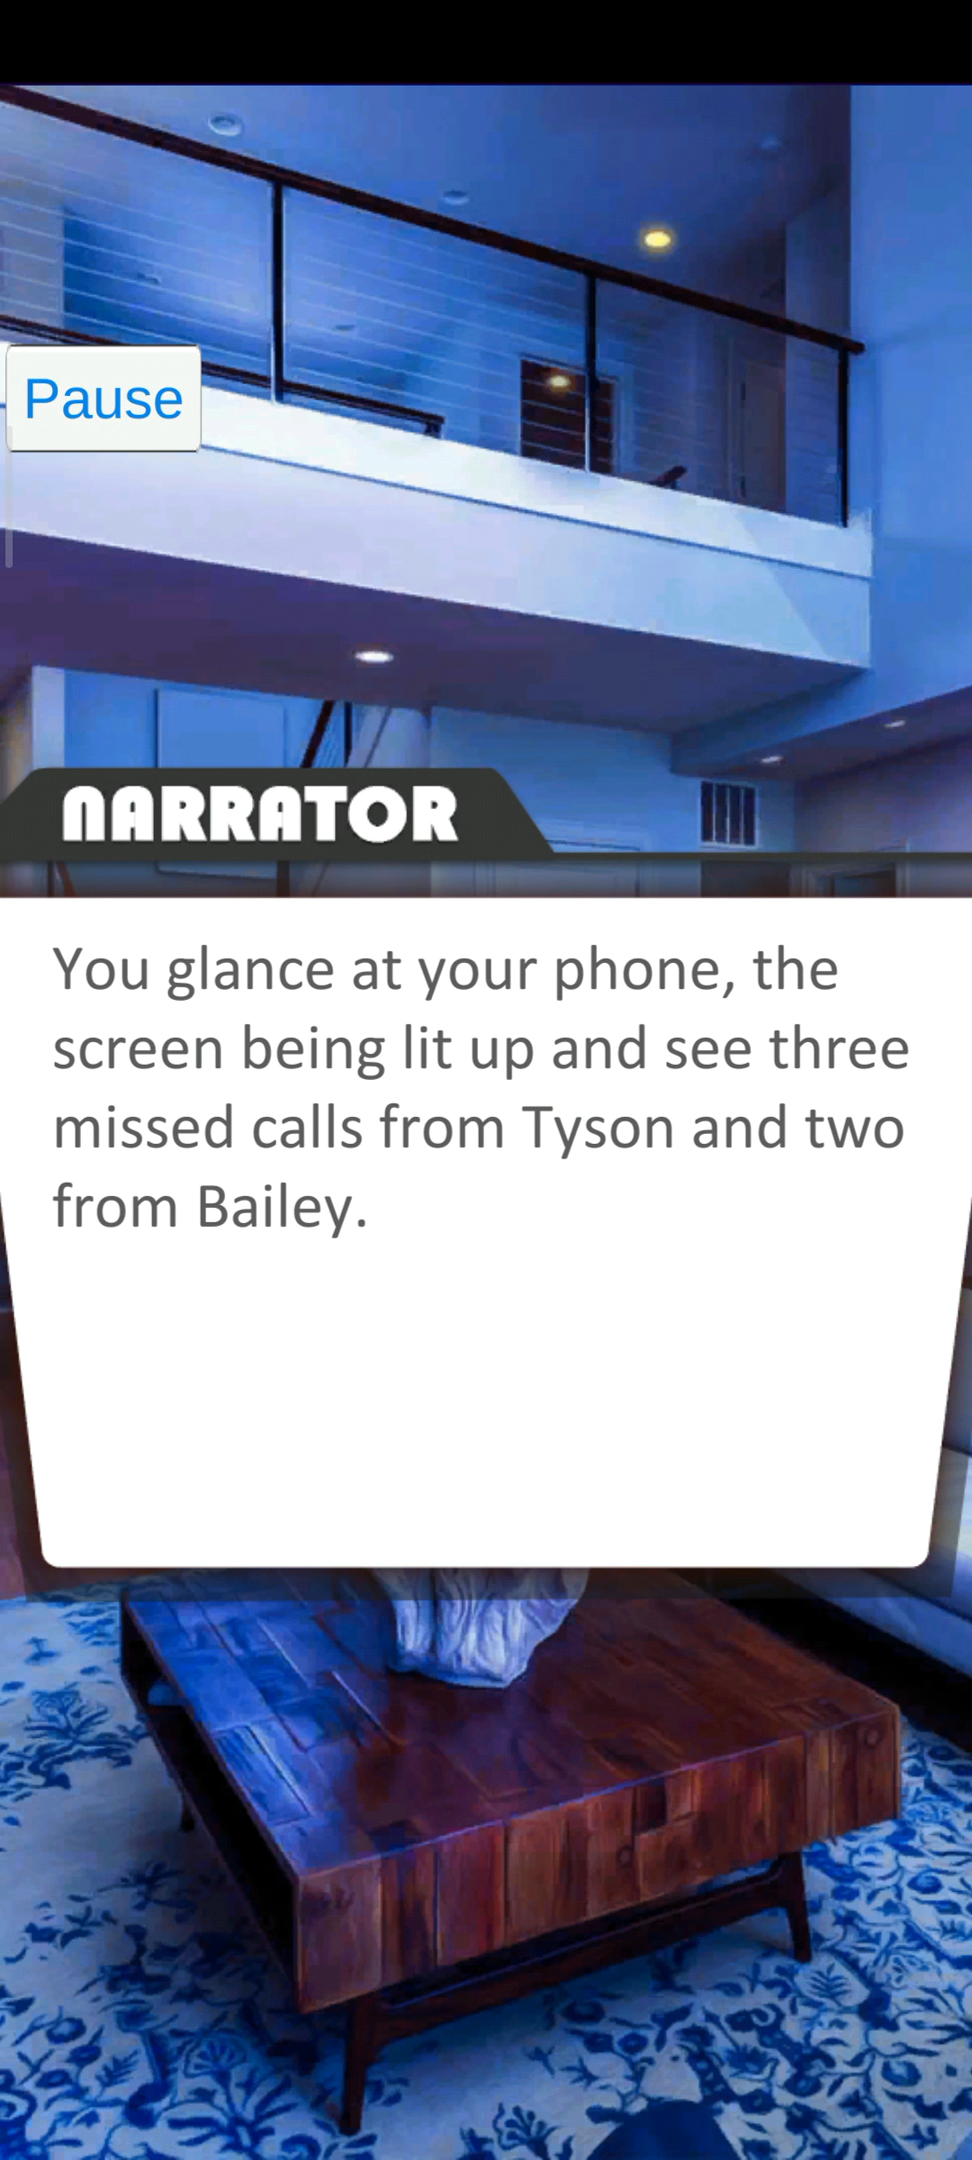 Pause
NARRATOR
You glance at your phone, the
screen being lit up and see three
missed calls from Tyson and two
from Bailey.